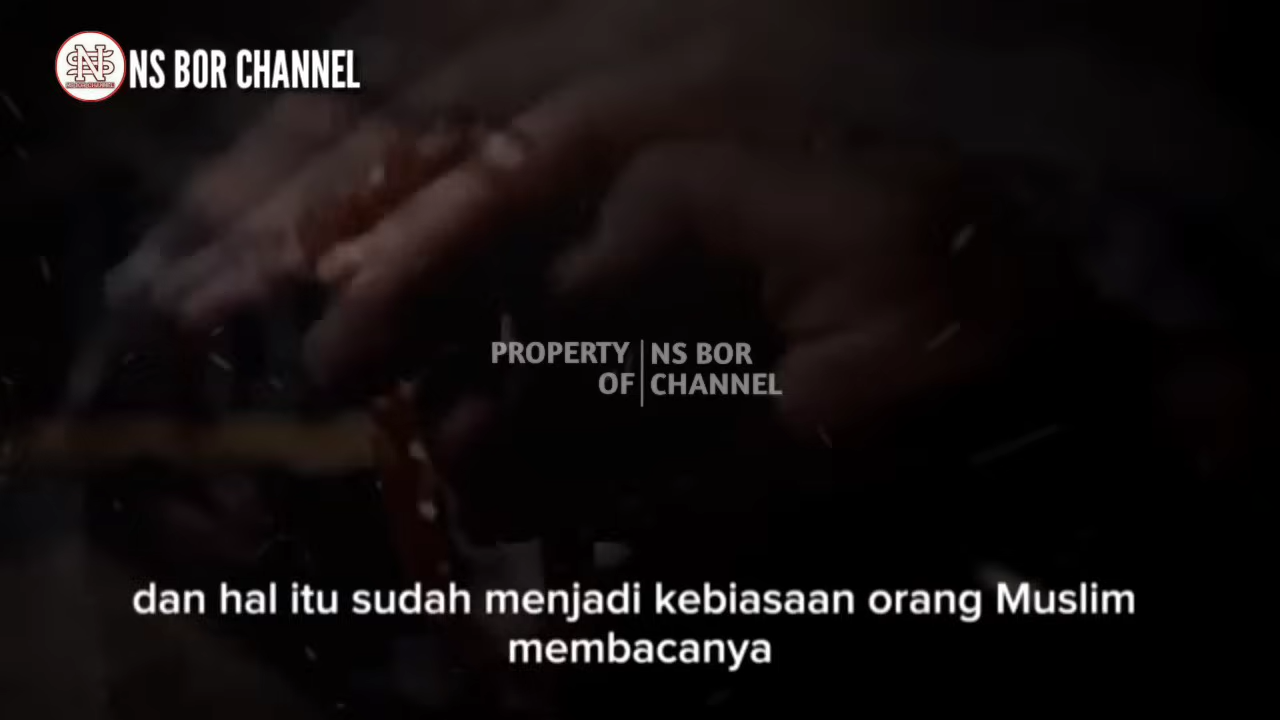 NS BOR CHANNEL
PROPERTY OF
NS BOR CHANNEL
dan hal itu sudah menjadi kebiasaan orang Muslim
membacanya